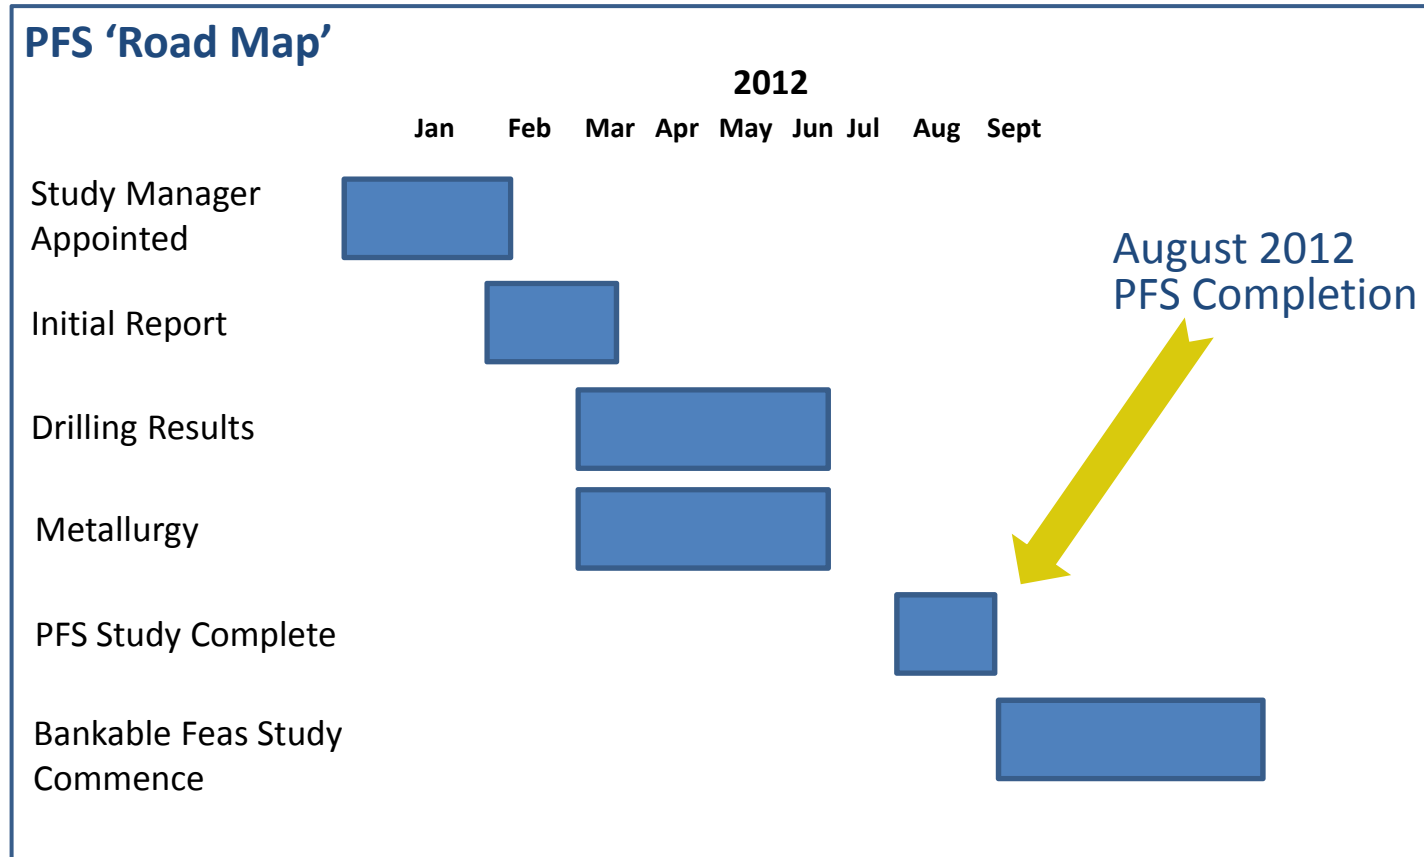 PFS ‘Road Map’
2012
Jan Feb Mar Apr May Jun Jul Aug Sept
Study Manager
Appointed
August 2012
PFS Completion
Initial Report
Drilling Results
Metallurgy
PFS Study Complete
Bankable Feas Study
Commence